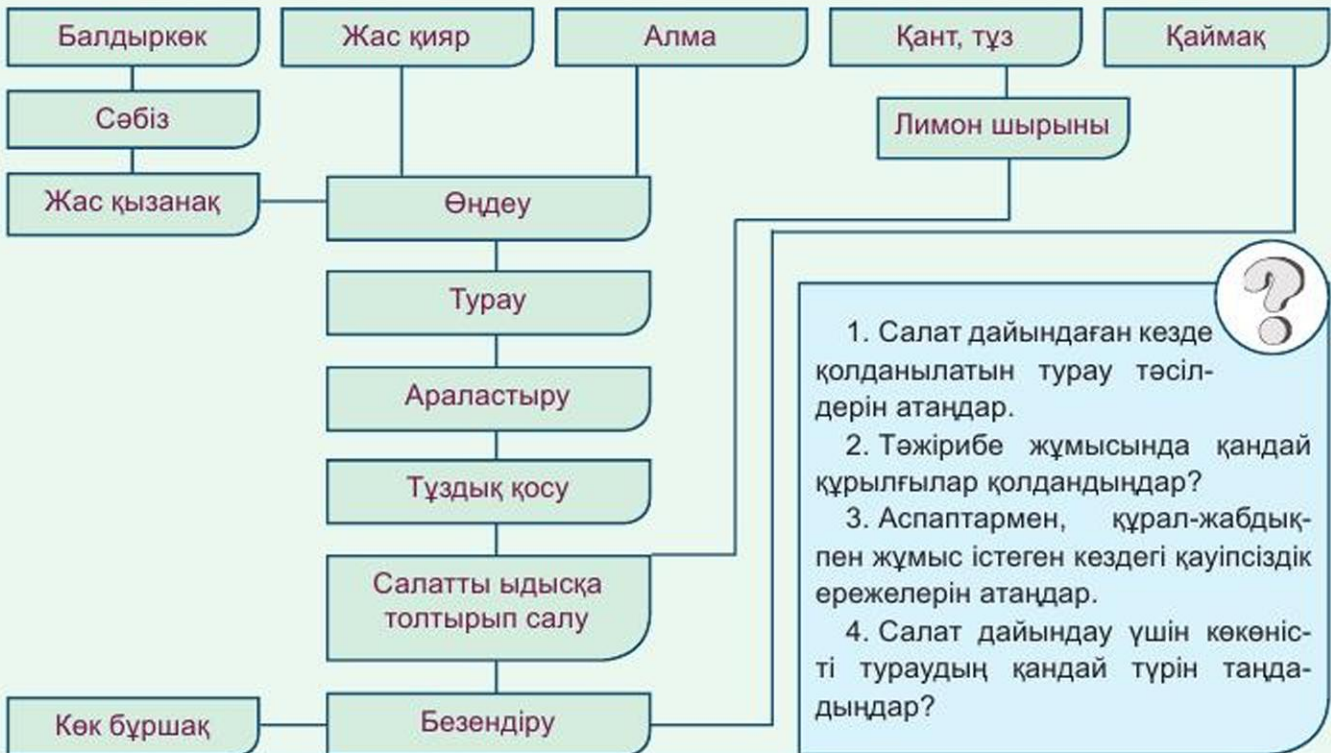 Балдыркөк
Жас қияр
Алма
Қант, тұз
Қаймақ
Сәбіз
Лимон шырыны
Жас қызанақ
Өңдеу
Турау
Араластыру
Тұздық қосу
Салатты ыдысқа
толтырып салу
Көк бұршақ
Безендіру
?
1. Салат дайындаған кезде
қолданылатын турау тәсіл-
дерін атаңдар.
2. Тәжірибе жұмысында қандай
құрылғылар қолдандыңдар?
3. Аспаптармен, құрал-жабдық-
пен жұмыс істеген кездегі қауіпсіздік
ережелерін атаңдар.
4. Салат дайындау үшін көкөніс-
ті тураудың қандай түрін таңда-
дыңдар?